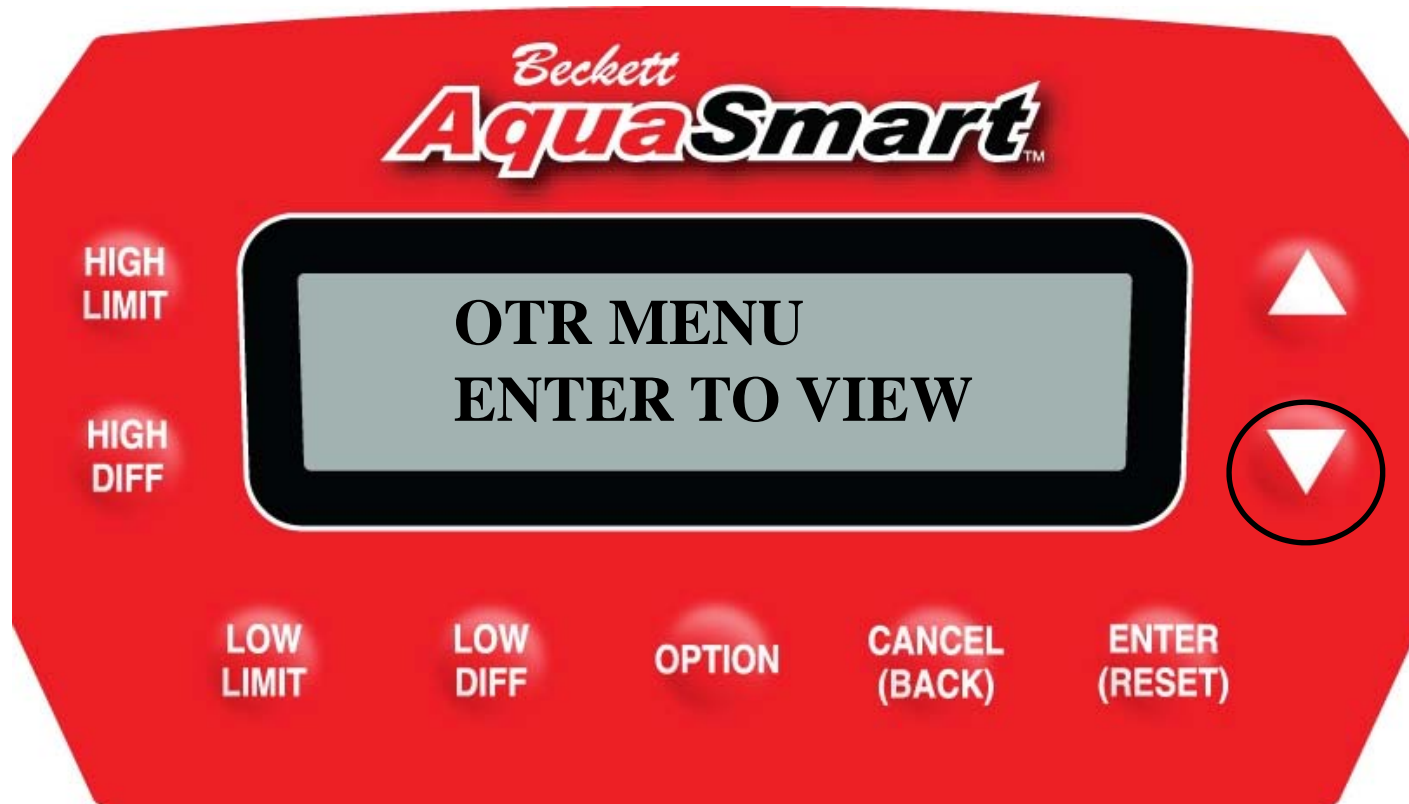 Beckett
AquaSmart™
HIGH
LIMIT
OTR MENU
ENTER TO VIEW
HIGH
DIFF
LOW
LIMIT
LOW
DIFF
OPTION
CANCEL
(BACK)
ENTER
(RESET)